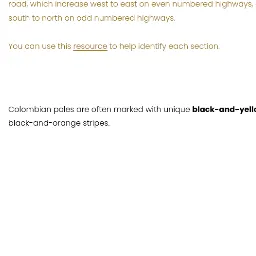 road, which increase west to east on even numbered highways,
south to north on odd numbered highways.
You can use this resource to help identify each section.
Colombian poles are often marked with unique black-and-yell
black-and-orange stripes.